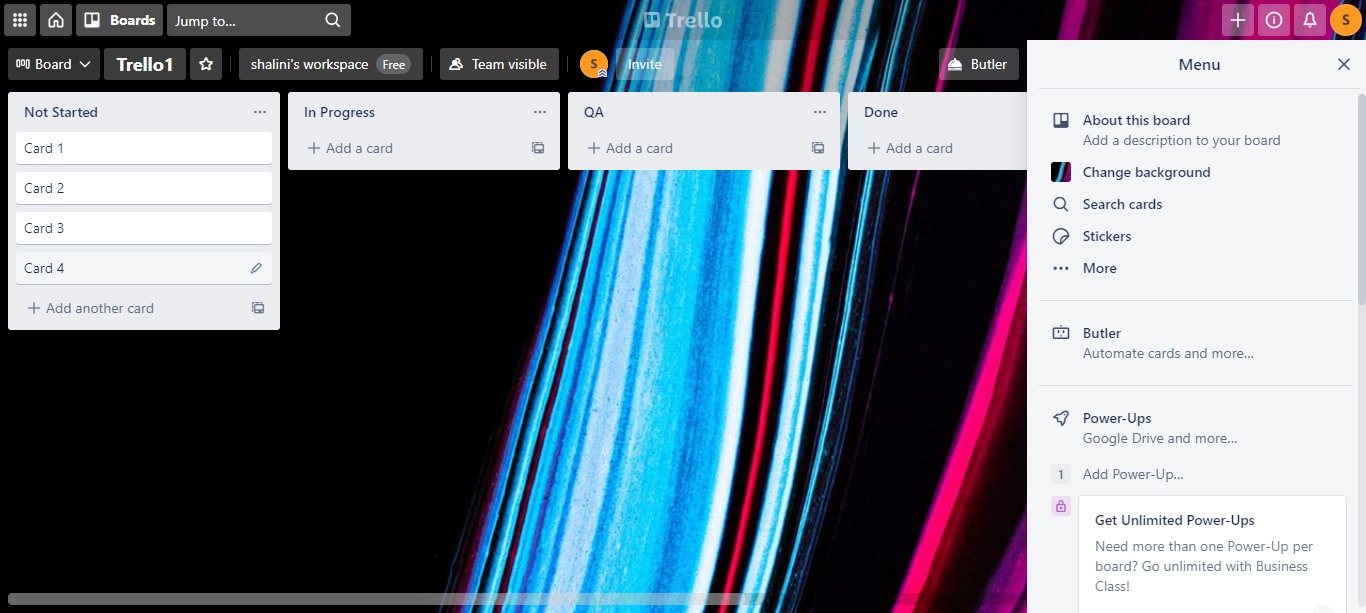 Boards
Jump to...
Trello
S
Board
Trello1
shalini's workspace Free
Team visible
S
Invite
Butler
Not Started
Card 1
Card 2
Card 3
Card 4
Add another card
In Progress
Add a card
QA
Add a card
Done
Add a card
Menu
About this board
Add a description to your board
Change background
Search cards
Stickers
More
Butler
Automate cards and more...
Power-Ups
Google Drive and more...
1 Add Power-Up...
Get Unlimited Power-Ups
Need more than one Power-Up per
board? Go unlimited with Business
Class!